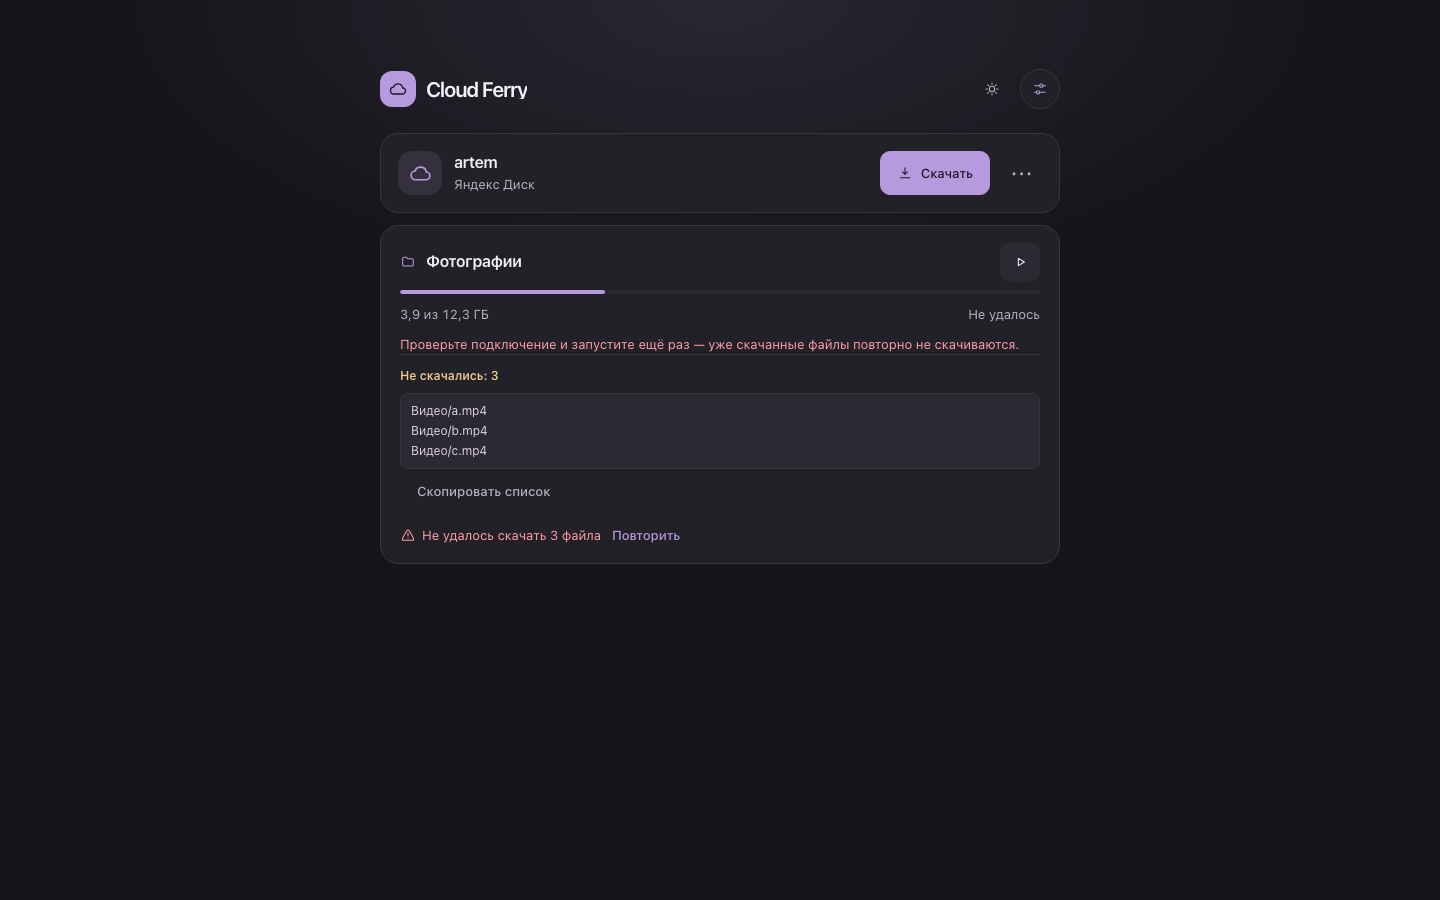 Cloud Ferry
artem
Яндекс Диск
Скачать
Фотографии
3,9 из 12,3 ГБ
Не удалось
Проверьте подключение и запустите ещё раз — уже скачанные файлы повторно не скачиваются.
Не скачались: 3
Видео/a.mp4
Видео/b.mp4
Видео/c.mp4
Скопировать список
Не удалось скачать 3 файла Повторить